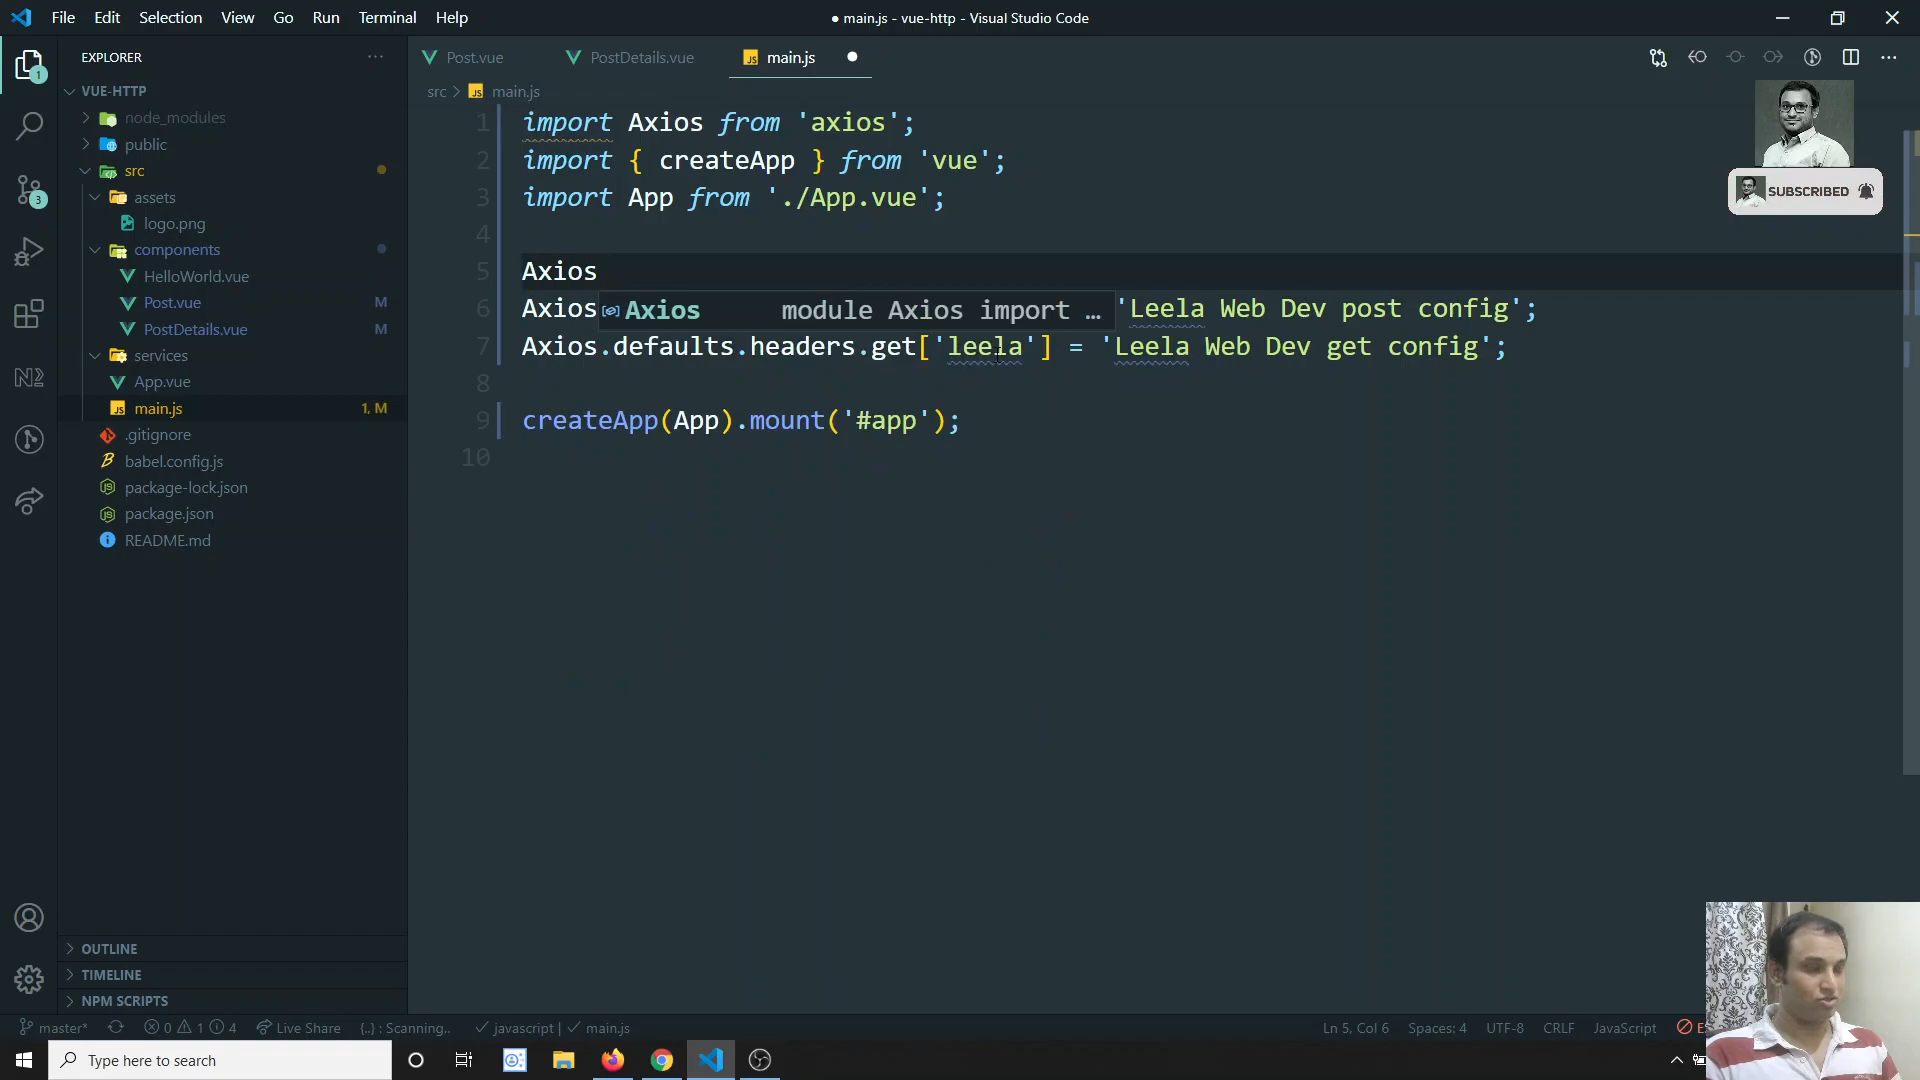 File Edit Selection View Go Run Terminal Help
● main.js - vue-http - Visual Studio Code
EXPLORER
Post.vue
PostDetails.vue
main.js
VUE-HTTP
src > main.js
node_modules
public
src
assets
logo.png
components
HelloWorld.vue
Post.vue M
PostDetails.vue M
services
App.vue
main.js 1, M
.gitignore
babel.config.js
package-lock.json
package.json
README.md
OUTLINE
TIMELINE
NPM SCRIPTS
1
3
1 import Axios from 'axios';
2 import { createApp } from 'vue';
3 import App from './App.vue';
4
5 Axios
Axios module Axios import …
6 Axios 'Leela Web Dev post config';
7 Axios.defaults.headers.get['leela'] = 'Leela Web Dev get config';
8
9 createApp(App).mount('#app');
10
SUBSCRIBED
master* 0 1 4 Live Share {..} : Scanning.. javascript | main.js
Ln 5, Col 6 Spaces: 4 UTF-8 CRLF JavaScript
Type here to search